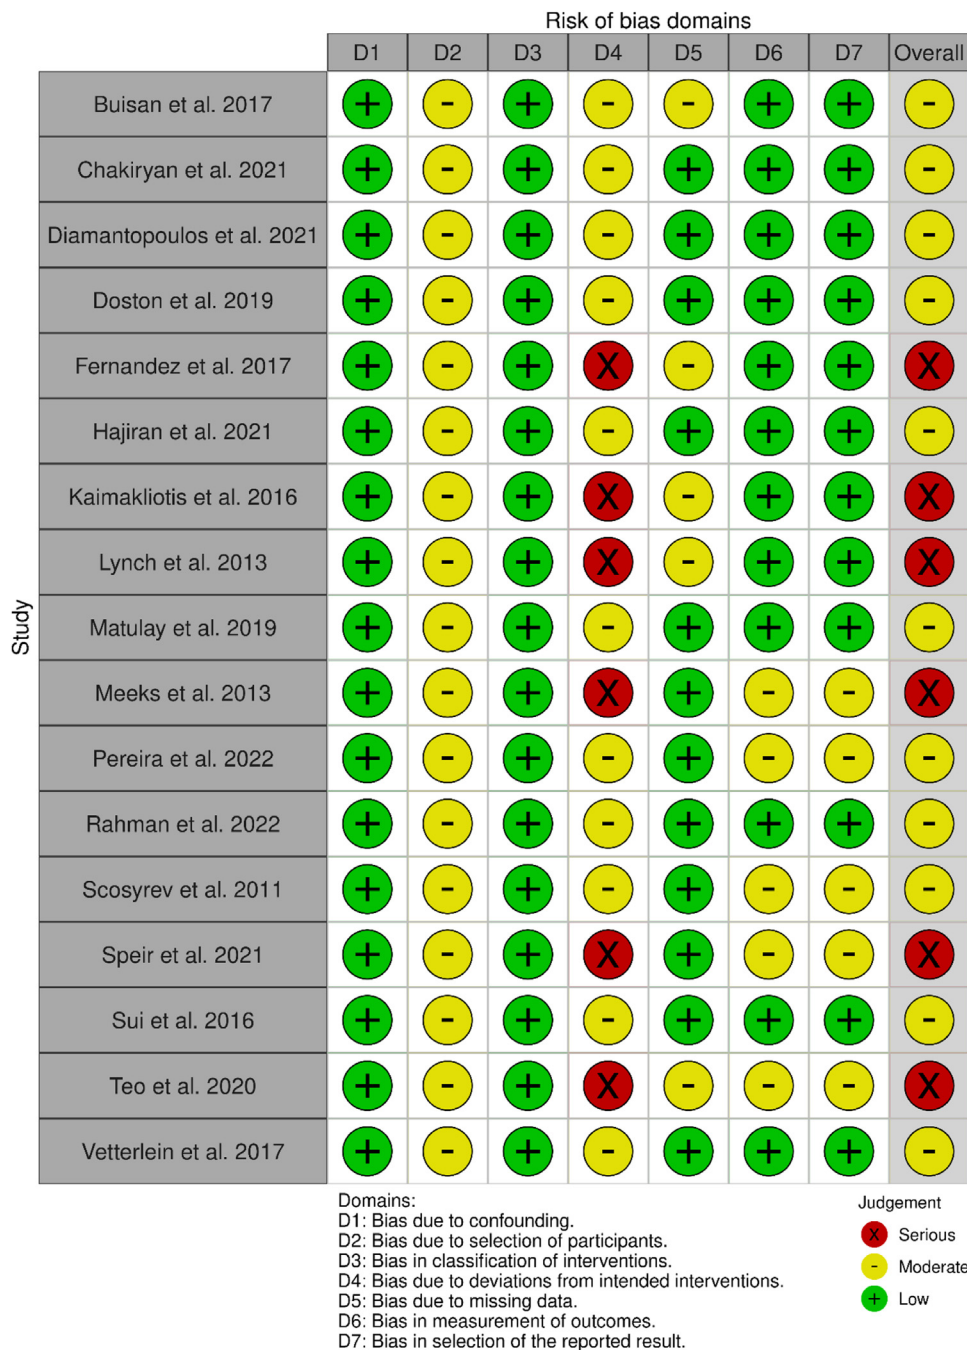 Risk of bias domains
D1 D2 D3 D4 D5 D6 D7 Overall
Study
Buisan et al. 2017 + - + - - + + -
Chakiryan et al. 2021 + - + - + + + -
Diamantopoulos et al. 2021 + - + - + + + -
Doston et al. 2019 + - + - + + + -
Fernandez et al. 2017 + - + X - + + X
Hajiran et al. 2021 + - + - + + + -
Kaimakliotis et al. 2016 + - + X - + + X
Lynch et al. 2013 + - + X - + + X
Matulay et al. 2019 + - + - + + + -
Meeks et al. 2013 + - + X + - - X
Pereira et al. 2022 + - + - + - - -
Rahman et al. 2022 + - + - + + + -
Scosyrev et al. 2011 + - + - + - - -
Speir et al. 2021 + - + X + - - X
Sui et al. 2016 + - + - + + + -
Teo et al. 2020 + - + X - - - X
Vetterlein et al. 2017 + - + - + + + -
Domains:
D1: Bias due to confounding.
D2: Bias due to selection of participants.
D3: Bias in classification of interventions.
D4: Bias due to deviations from intended interventions.
D5: Bias due to missing data.
D6: Bias in measurement of outcomes.
D7: Bias in selection of the reported result.
Judgement
X Serious
- Moderate
+ Low